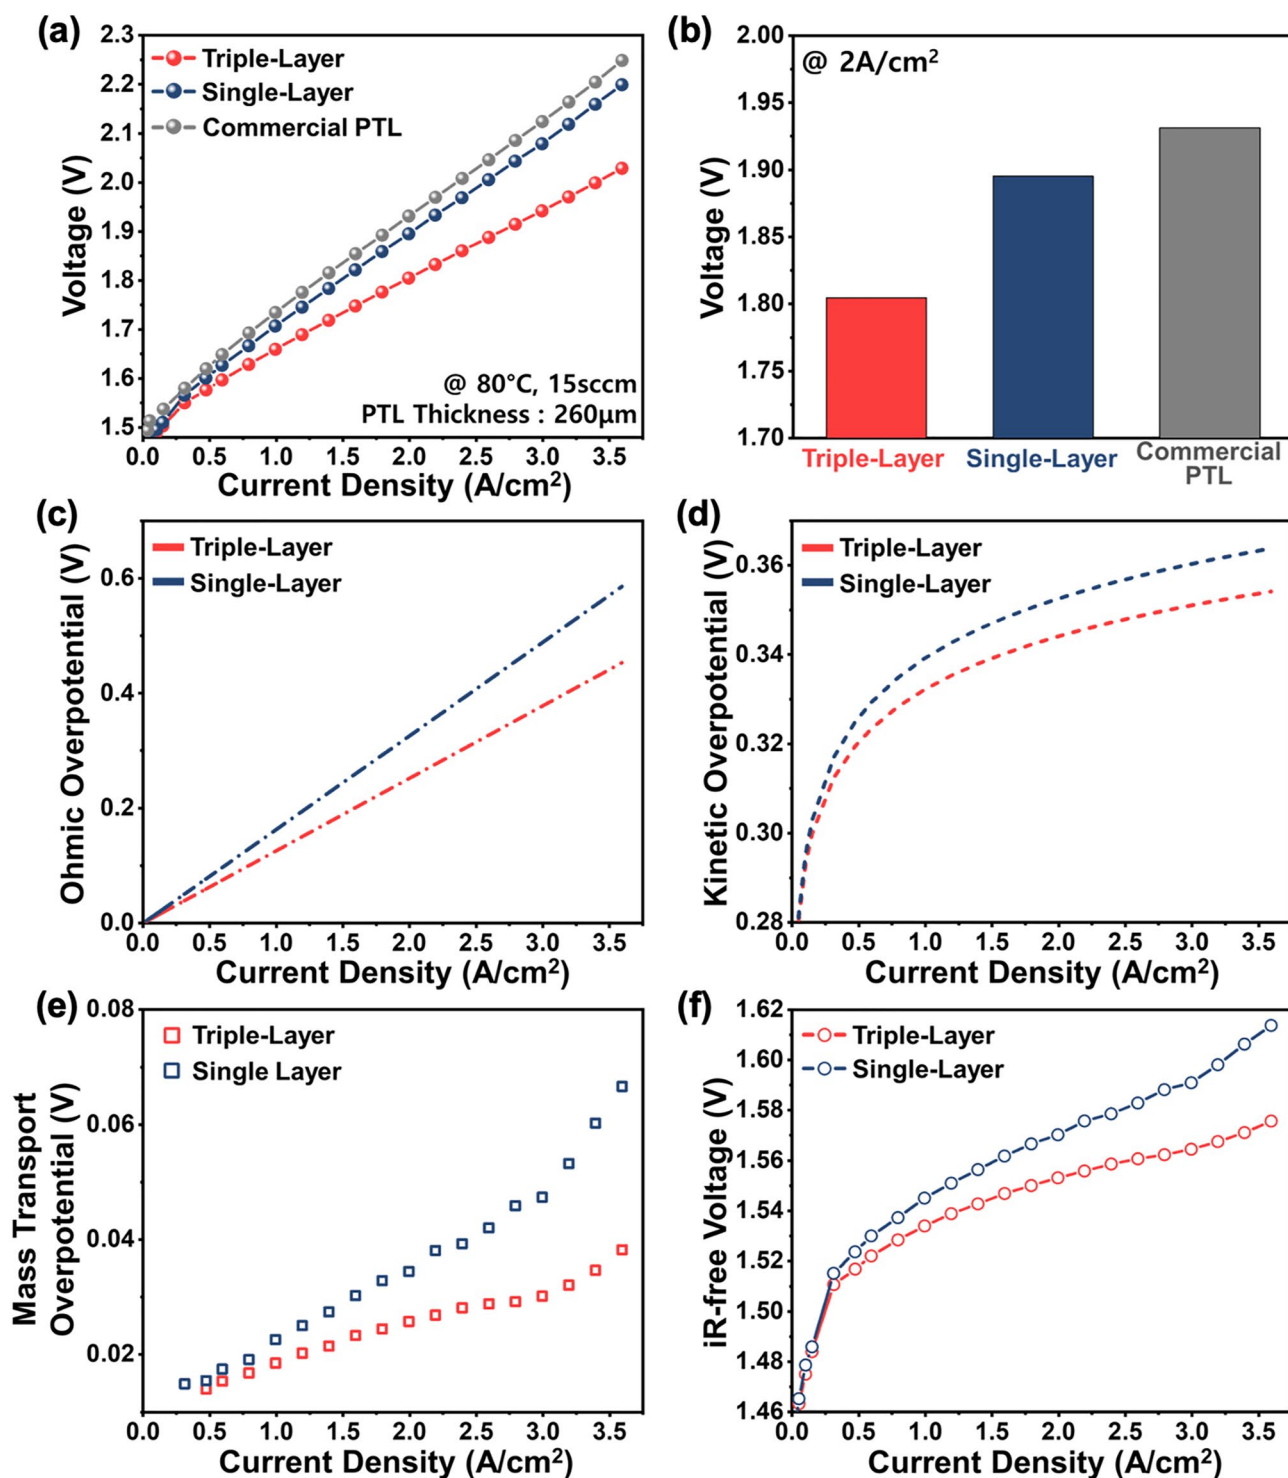 (a)
2.3
2.2
2.1
2.0
1.9
1.8
1.7
1.6
1.5
Voltage (V)
Triple-Layer
Single-Layer
Commercial PTL
@ 80°C, 15sccm
PTL Thickness : 260μm
0.0 0.5 1.0 1.5 2.0 2.5 3.0 3.5
Current Density (A/cm²)
(b)
2.00
1.95
1.90
1.85
1.80
1.75
1.70
Voltage (V)
@ 2A/cm²
Triple-Layer
Single-Layer
Commercial
PTL
(c)
0.6
0.4
0.2
0.0
Ohmic Overpotential (V)
Triple-Layer
Single-Layer
0.0 0.5 1.0 1.5 2.0 2.5 3.0 3.5
Current Density (A/cm²)
(d)
0.36
0.34
0.32
0.30
0.28
Kinetic Overpotential (V)
Triple-Layer
Single-Layer
0.0 0.5 1.0 1.5 2.0 2.5 3.0 3.5
Current Density (A/cm²)
(e)
0.08
0.06
0.04
0.02
Mass Transport
Overpotential (V)
Triple-Layer
Single Layer
0.0 0.5 1.0 1.5 2.0 2.5 3.0 3.5
Current Density (A/cm²)
(f)
1.62
1.60
1.58
1.56
1.54
1.52
1.50
1.48
1.46
iR-free Voltage (V)
Triple-Layer
Single-Layer
0.0 0.5 1.0 1.5 2.0 2.5 3.0 3.5
Current Density (A/cm²)